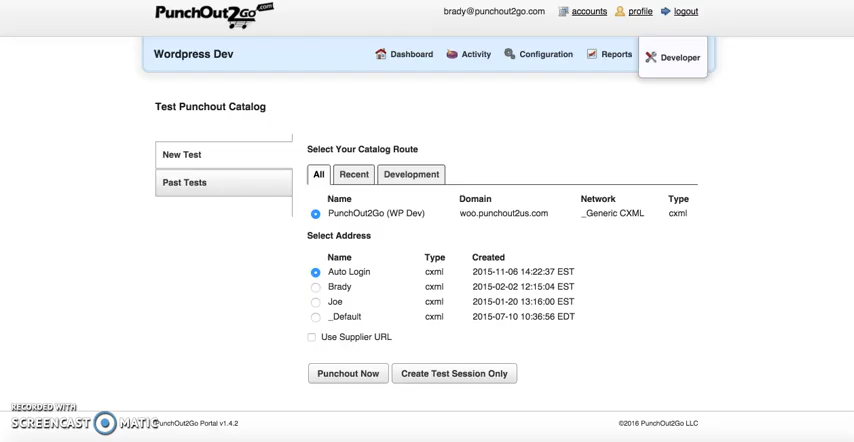 PunchOut2Go.com
brady@punchout2go.com accounts profile logout
Wordpress Dev Dashboard Activity Configuration Reports Developer
Test Punchout Catalog
New Test
Past Tests
Select Your Catalog Route
All Recent Development
Name Domain Network Type
PunchOut2Go (WP Dev) woo.punchout2us.com _Generic CXML cxml
Select Address
Name Type Created
Auto Login cxml 2015-11-06 14:22:37 EST
Brady cxml 2015-02-02 12:15:04 EST
Joe cxml 2015-01-20 13:16:00 EST
_Default cxml 2015-07-10 10:36:56 EDT
Use Supplier URL
Punchout Now Create Test Session Only
RECORDED WITH
SCREENCAST MATIC
PunchOut2Go Portal v1.4.2 ©2016 PunchOut2Go LLC